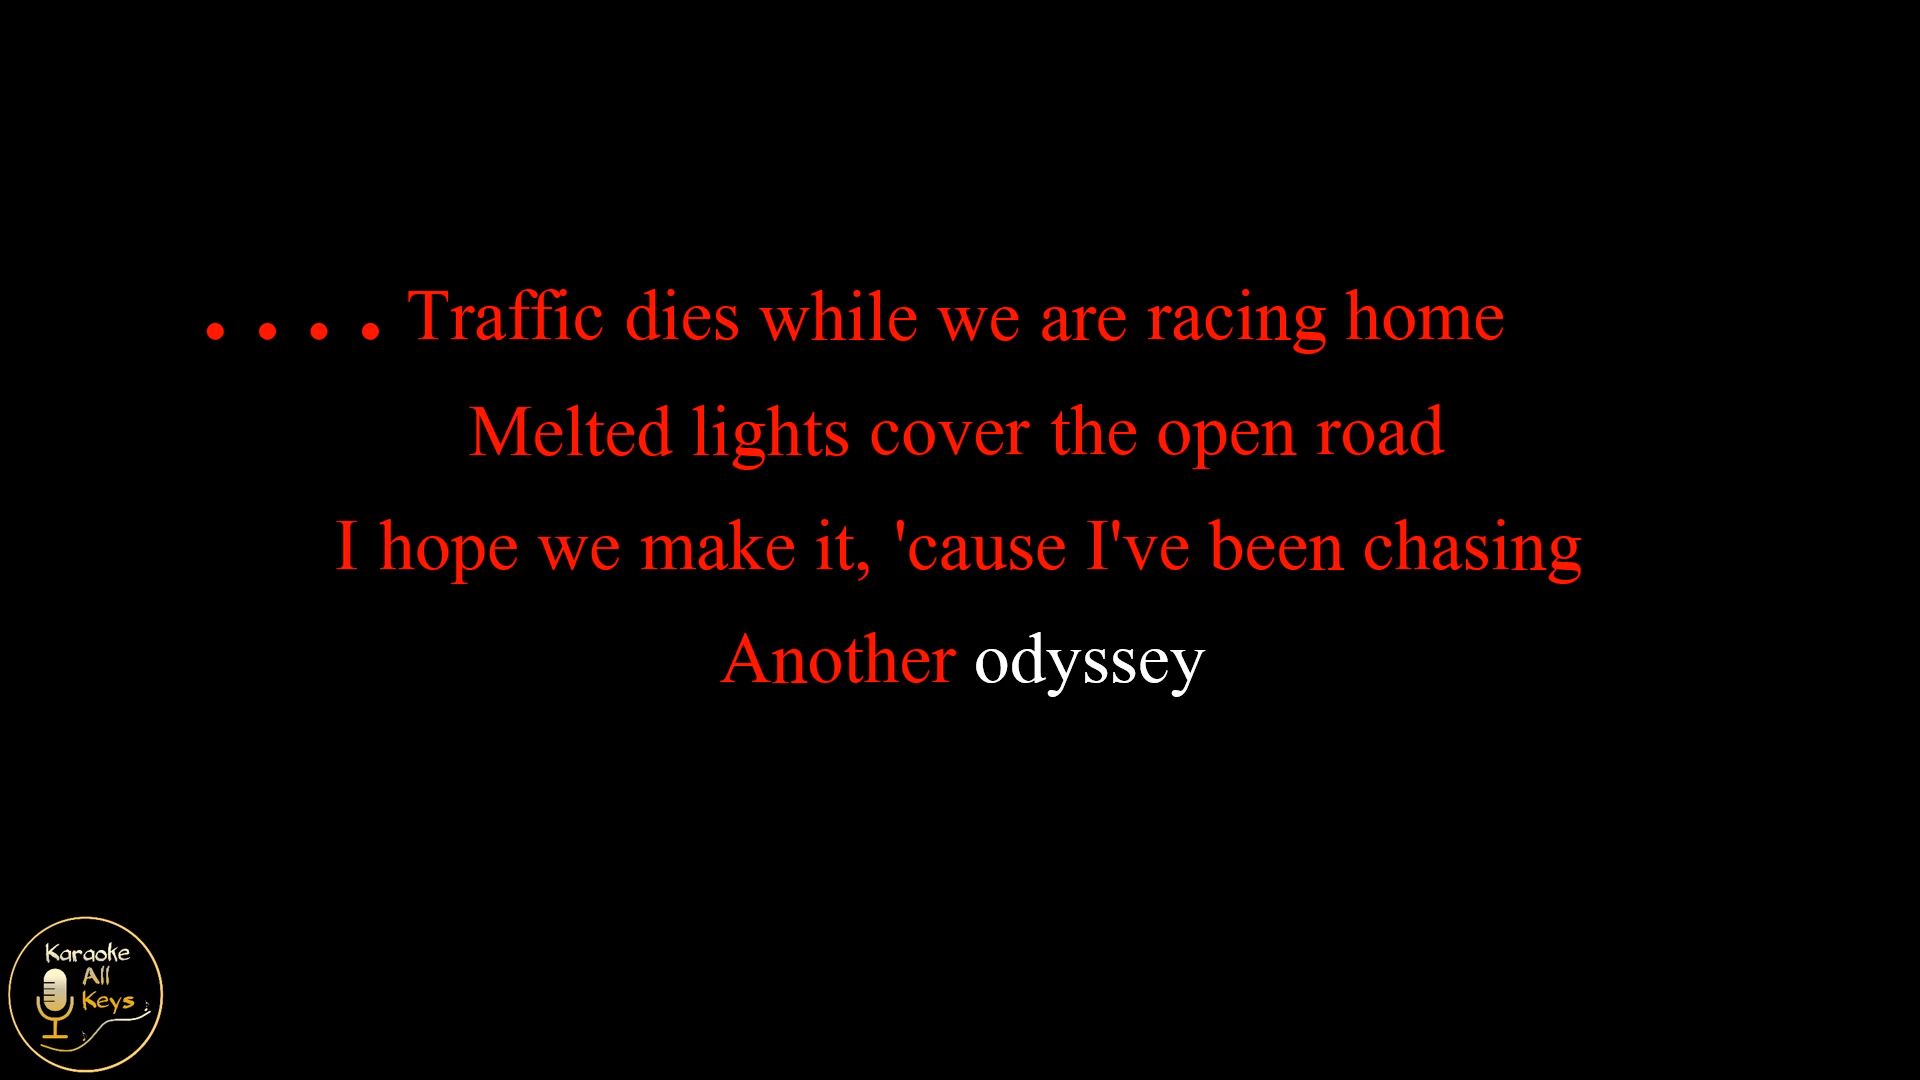 . . . . Traffic dies while we are racing home
Melted lights cover the open road
I hope we make it, 'cause I've been chasing
Another odyssey
Karaoke
All
Keys